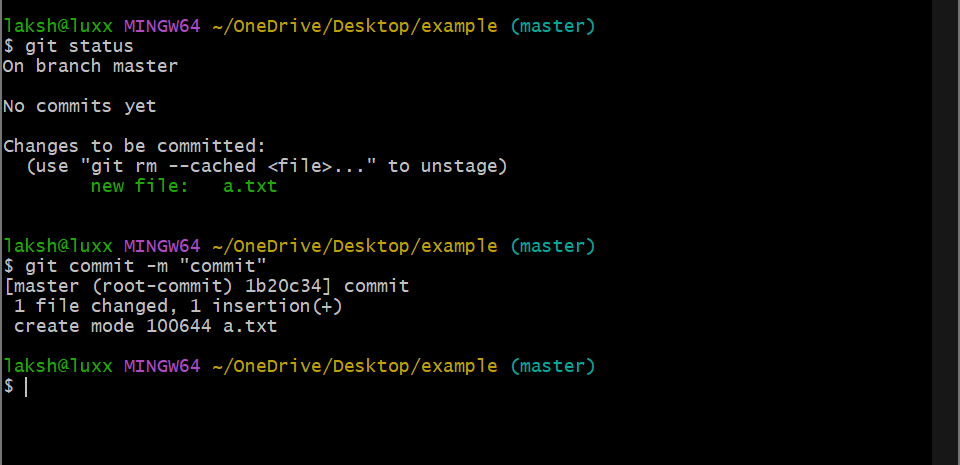 laksh@luxx MINGW64 ~/OneDrive/Desktop/example (master)
$ git status
On branch master
No commits yet
Changes to be committed:
  (use "git rm --cached <file>..." to unstage)
        new file:   a.txt
laksh@luxx MINGW64 ~/OneDrive/Desktop/example (master)
$ git commit -m "commit"
[master (root-commit) 1b20c34] commit
 1 file changed, 1 insertion(+)
 create mode 100644 a.txt
laksh@luxx MINGW64 ~/OneDrive/Desktop/example (master)
$